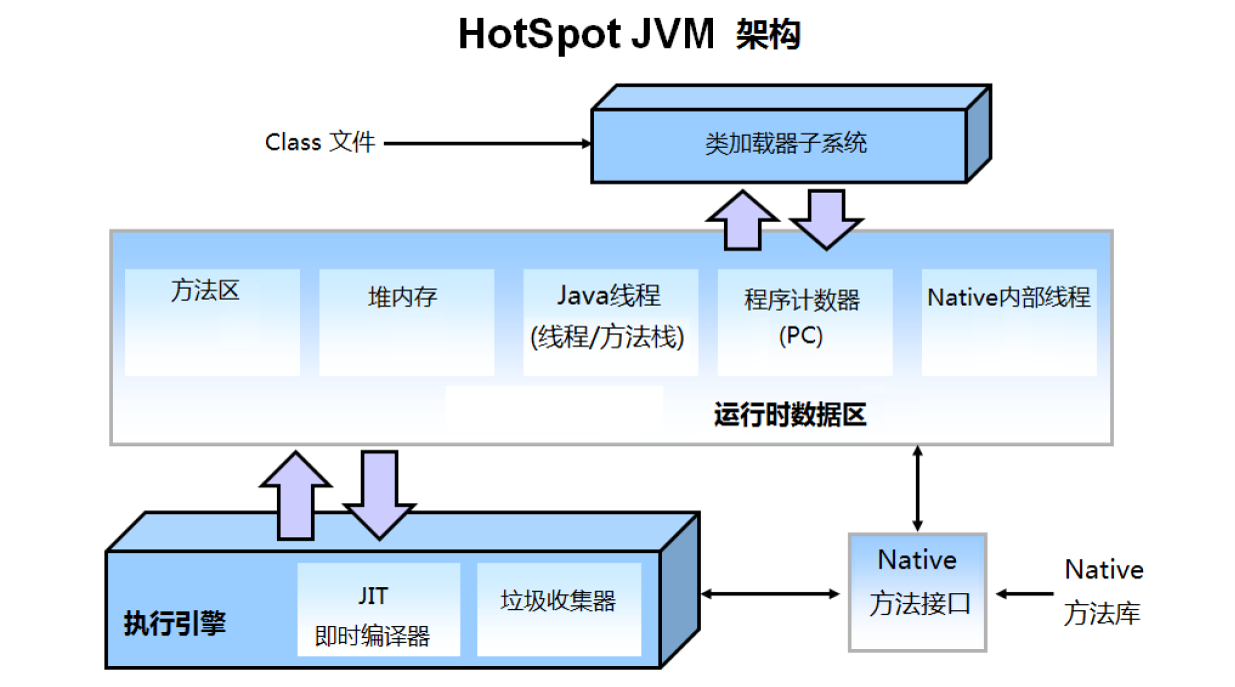 HotSpot JVM 架构
Class 文件
类加载器子系统
方法区
堆内存
Java线程
(线程/方法栈)
程序计数器
(PC)
Native内部线程
运行时数据区
执行引擎
JIT
即时编译器
垃圾收集器
Native
方法接口
Native
方法库